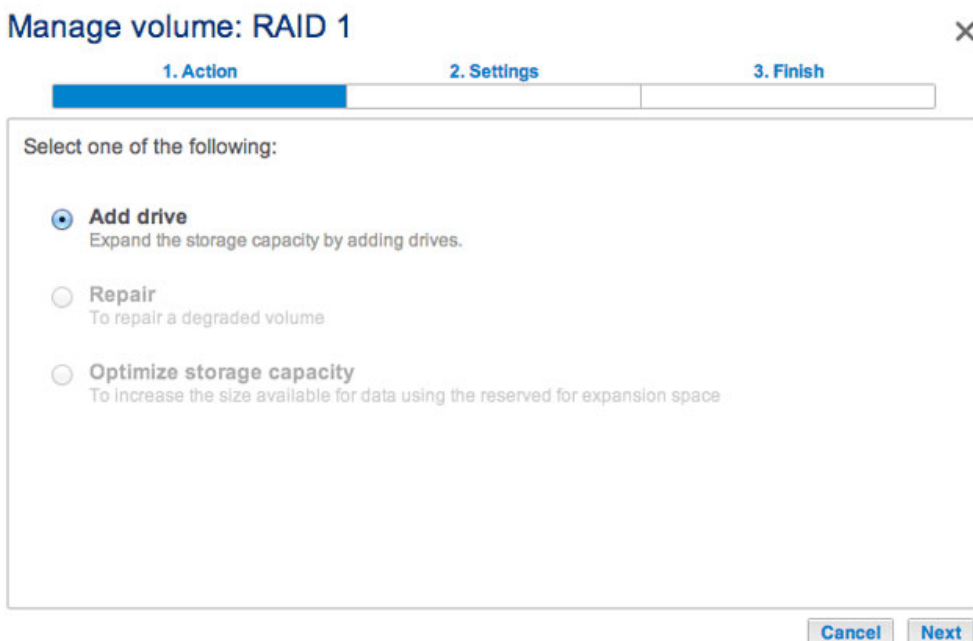 Manage volume: RAID 1
1. Action
2. Settings
3. Finish
Select one of the following:
Add drive
Expand the storage capacity by adding drives.
Repair
To repair a degraded volume
Optimize storage capacity
To increase the size available for data using the reserved for expansion space
Cancel
Next